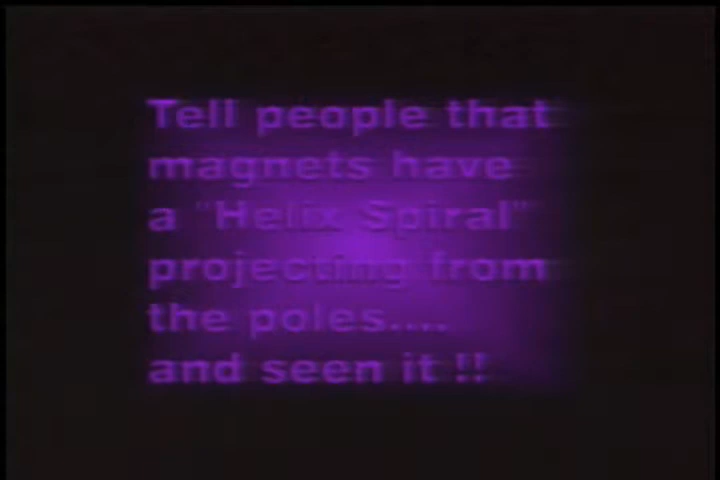 Tell people that
magnets have
a "Helix Spiral"
projecting from
the poles....
and seen it !!